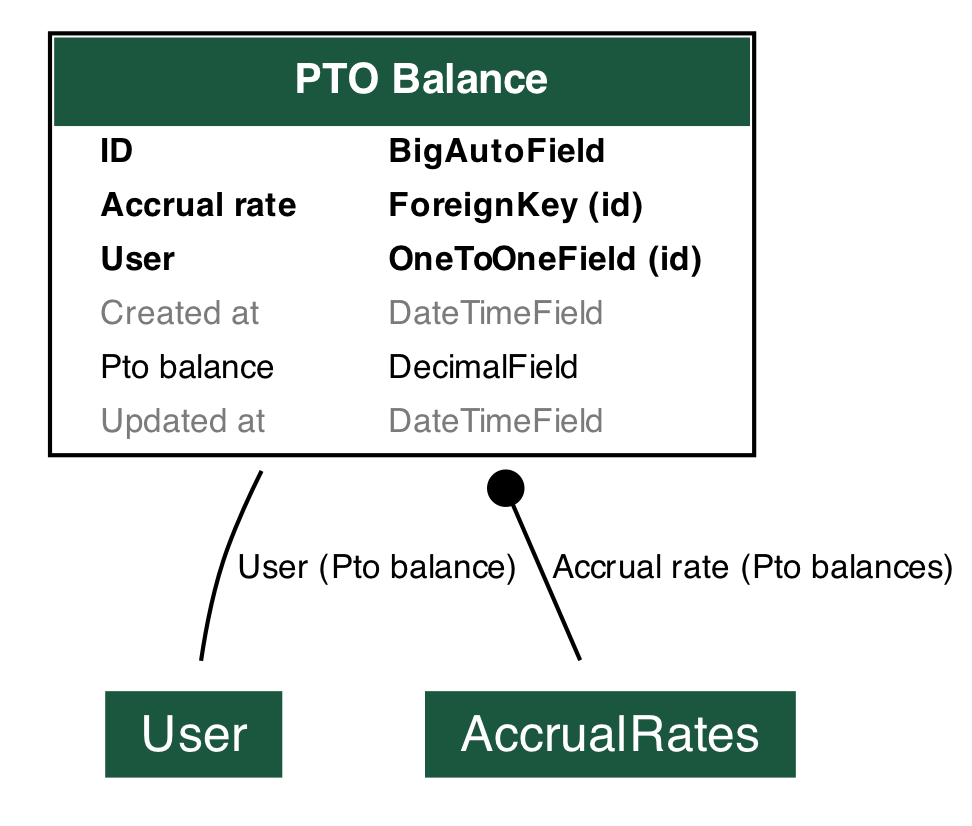 PTO Balance
ID BigAutoField
Accrual rate ForeignKey (id)
User OneToOneField (id)
Created at DateTimeField
Pto balance DecimalField
Updated at DateTimeField
User (Pto balance) Accrual rate (Pto balances)
User AccrualRates